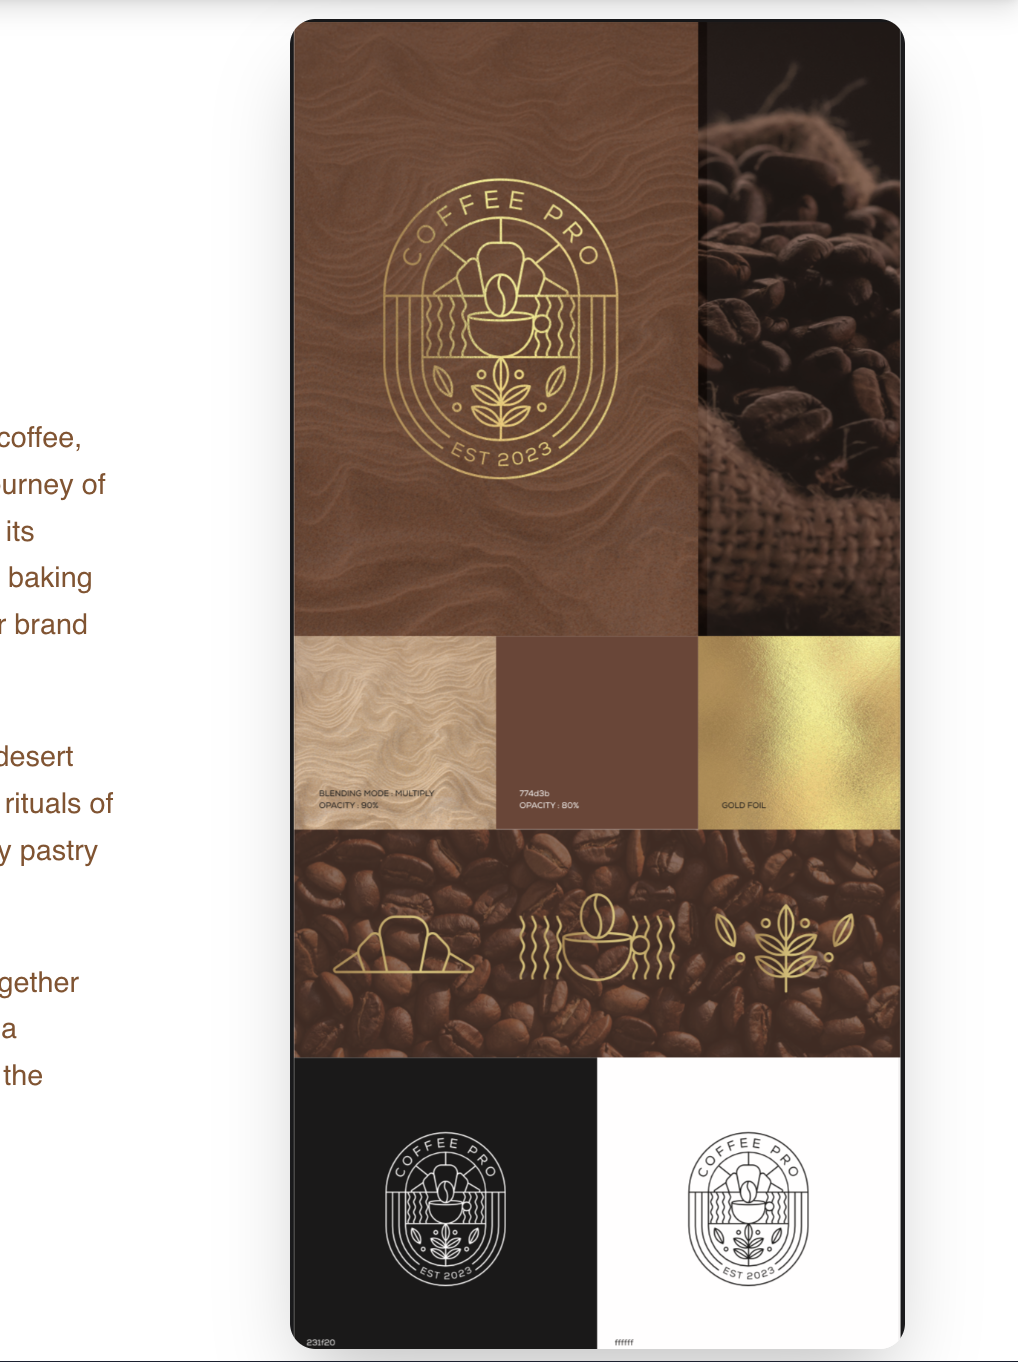 coffee,
urney of
its
baking
r brand
desert
rituals of
y pastry
gether
a
the
COFFEE PRO
EST 2023
BLENDING MODE : MULTIPLY
OPACITY : 90%
774d3b
OPACITY : 80%
GOLD FOIL
COFFEE PRO
EST 2023
231f20
COFFEE PRO
EST 2023
ffffff